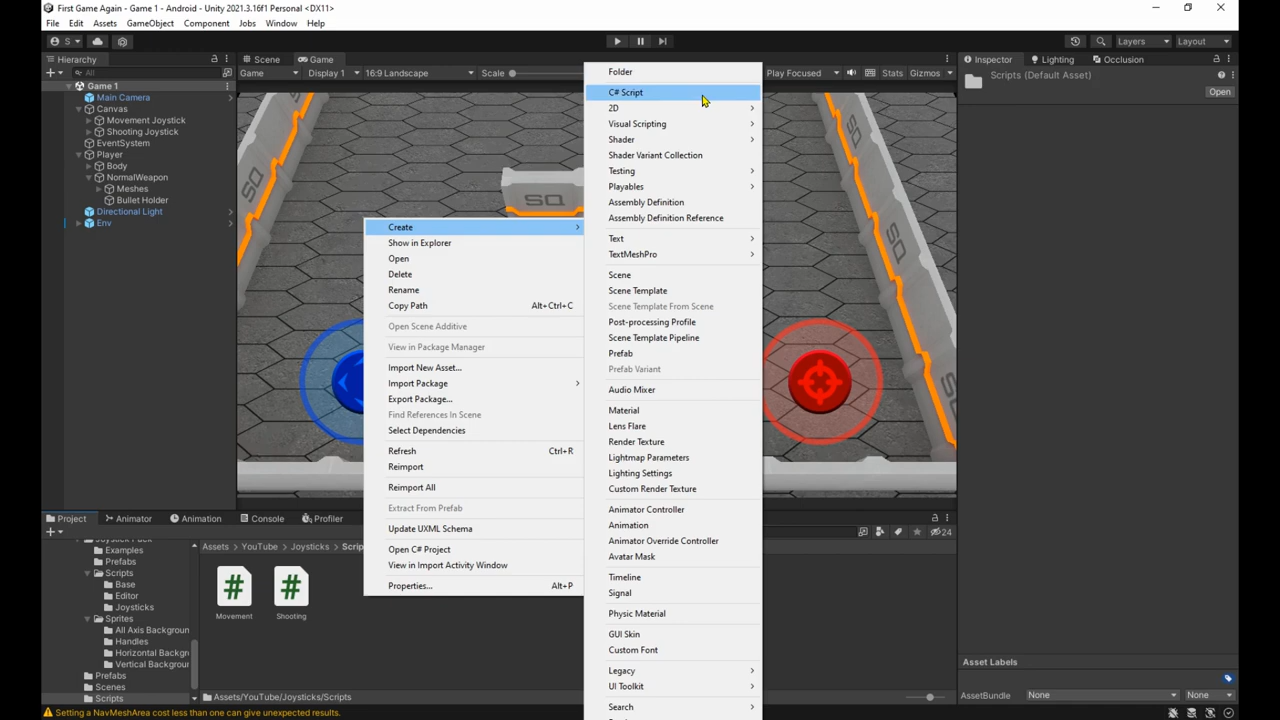 First Game Again - Game 1 - Android - Unity 2021.3.16f1 Personal <DX11>
File Edit Assets GameObject Component Jobs Window Help
S
Layers Layout
Hierarchy
Scene Game
Inspector Lighting Occlusion
All
Game Display 1 16:9 Landscape Scale
Play Focused Stats Gizmos
Scripts (Default Asset)
Open
Game 1
Main Camera
Canvas
Movement Joystick
Shooting Joystick
EventSystem
Player
Body
NormalWeapon
Meshes
Bullet Holder
Directional Light
Env
Create
Show in Explorer
Open
Delete
Rename
Copy Path Alt+Ctrl+C
Open Scene Additive
View in Package Manager
Import New Asset...
Import Package
Export Package...
Find References In Scene
Select Dependencies
Refresh Ctrl+R
Reimport
Reimport All
Extract From Prefab
Update UXML Schema
Open C# Project
View in Import Activity Window
Properties... Alt+P
Folder
C# Script
2D
Visual Scripting
Shader
Shader Variant Collection
Testing
Playables
Assembly Definition
Assembly Definition Reference
Text
TextMeshPro
Scene
Scene Template
Scene Template From Scene
Post-processing Profile
Scene Template Pipeline
Prefab
Prefab Variant
Audio Mixer
Material
Lens Flare
Render Texture
Lightmap Parameters
Lighting Settings
Custom Render Texture
Animator Controller
Animation
Animator Override Controller
Avatar Mask
Timeline
Signal
Physic Material
GUI Skin
Custom Font
Legacy
UI Toolkit
Search
Project Animator Animation Console Profiler
24
Examples
Prefabs
Scripts
Base
Editor
Joysticks
Sprites
All Axis Backgroun
Handles
Horizontal Backgr
Vertical Backgrour
Prefabs
Scenes
Scripts
Assets > YouTube > Joysticks > Scrip
Movement
Shooting
Assets/YouTube/Joysticks/Scripts
Asset Labels
AssetBundle None None
Setting a NavMeshArea cost less than one can give unexpected results.